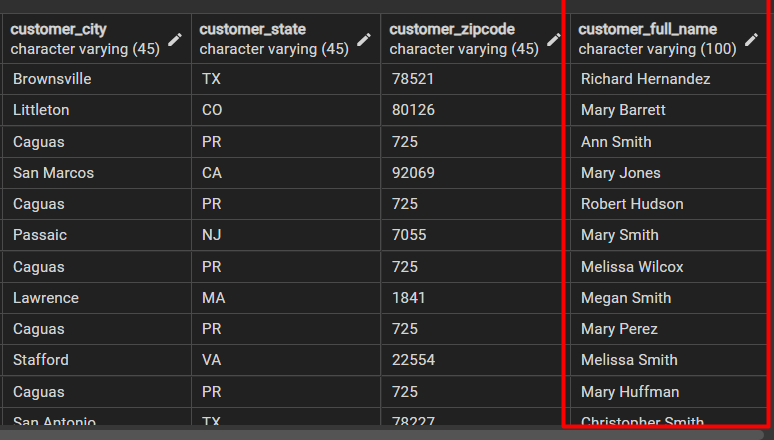 customer_city customer_state customer_zipcode customer_full_name
character varying (45) character varying (45) character varying (45) character varying (100)
Brownsville TX 78521 Richard Hernandez
Littleton CO 80126 Mary Barrett
Caguas PR 725 Ann Smith
San Marcos CA 92069 Mary Jones
Caguas PR 725 Robert Hudson
Passaic NJ 7055 Mary Smith
Caguas PR 725 Melissa Wilcox
Lawrence MA 1841 Megan Smith
Caguas PR 725 Mary Perez
Stafford VA 22554 Melissa Smith
Caguas PR 725 Mary Huffman
San Antonio TX 78227 Christopher Smith